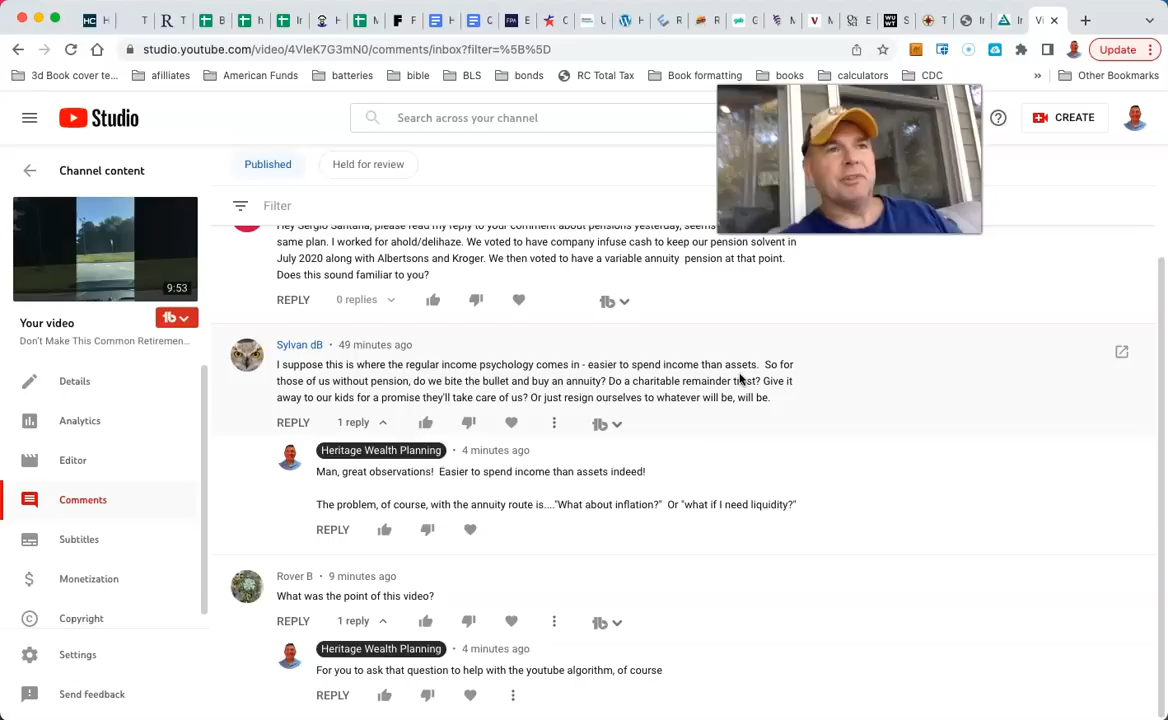 HC
T
R
B
h
In
B
M
F
F
FPA
C
M
V
M
E
WU WT
S
T
Ir
Ir
Vi
studio.youtube.com/video/4VIeK7G3mN0/comments/inbox?filter=%5B%5D
Update
3d Book cover te...
afilliates
American Funds
batteries
bible
BLS
bonds
RC Total Tax
Book formatting
books
calculators
CDC
»
Other Bookmarks
Studio
Search across your channel
CREATE
Channel content
Published
Held for review
Filter
9:53
Your video
Don't Make This Common Retiremen...
Details
Analytics
Editor
Comments
Subtitles
Monetization
Copyright
Settings
Send feedback
Hey Sergio Santana, please read my reply to your comment about pensions yesterday, seems
same plan. I worked for ahold/delihaze. We voted to have company infuse cash to keep our pension solvent in
July 2020 along with Albertsons and Kroger. We then voted to have a variable annuity pension at that point.
Does this sound familiar to you?
REPLY
0 replies
Sylvan dB • 49 minutes ago
I suppose this is where the regular income psychology comes in - easier to spend income than assets. So for
those of us without pension, do we bite the bullet and buy an annuity? Do a charitable remainder trust? Give it
away to our kids for a promise they'll take care of us? Or just resign ourselves to whatever will be, will be.
REPLY
1 reply
Heritage Wealth Planning • 4 minutes ago
Man, great observations! Easier to spend income than assets indeed!
The problem, of course, with the annuity route is...."What about inflation?" Or "what if I need liquidity?"
REPLY
Rover B • 9 minutes ago
What was the point of this video?
REPLY
1 reply
Heritage Wealth Planning • 4 minutes ago
For you to ask that question to help with the youtube algorithm, of course
REPLY